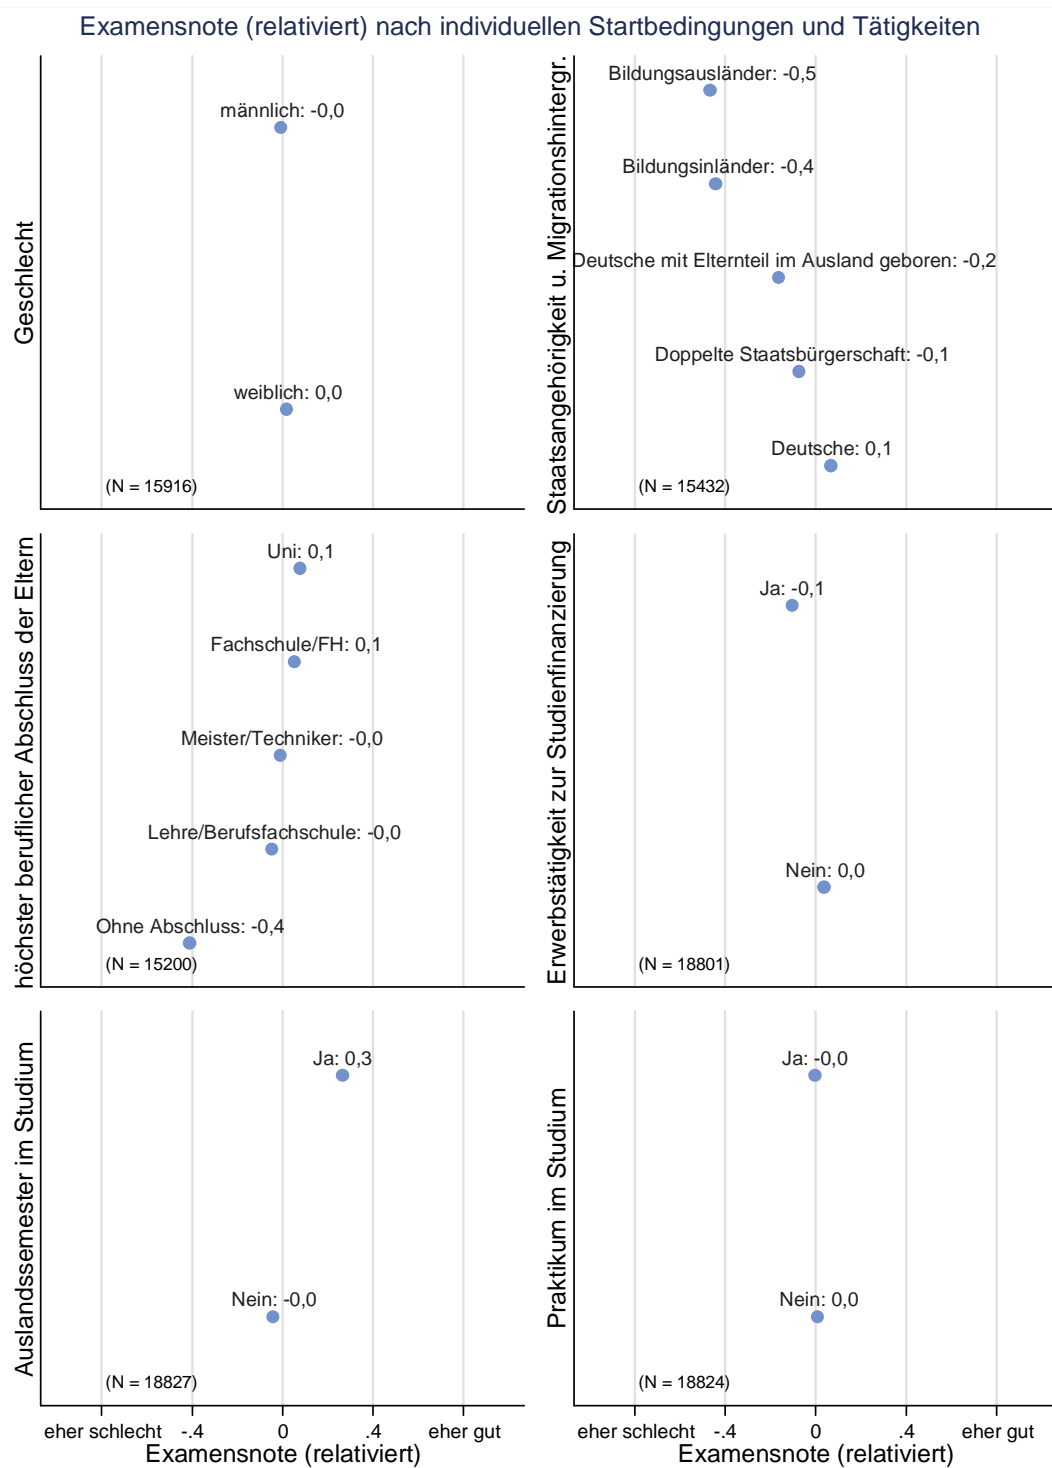 Examensnote (relativiert) nach individuellen Startbedingungen und Tätigkeiten
Geschlecht
männlich: -0,0
weiblich: 0,0
(N = 15916)
Staatsangehörigkeit u. Migrationshintergr.
Bildungsausländer: -0,5
Bildungsinländer: -0,4
Deutsche mit Elternteil im Ausland geboren: -0,2
Doppelte Staatsbürgerschaft: -0,1
Deutsche: 0,1
(N = 15432)
höchster beruflicher Abschluss der Eltern
Uni: 0,1
Fachschule/FH: 0,1
Meister/Techniker: -0,0
Lehre/Berufsfachschule: -0,0
Ohne Abschluss: -0,4
(N = 15200)
Erwerbstätigkeit zur Studienfinanzierung
Ja: -0,1
Nein: 0,0
(N = 18801)
Auslandssemester im Studium
Ja: 0,3
Nein: -0,0
(N = 18827)
eher schlecht -.4 0 .4 eher gut
Examensnote (relativiert)
Praktikum im Studium
Ja: -0,0
Nein: 0,0
(N = 18824)
eher schlecht -.4 0 .4 eher gut
Examensnote (relativiert)